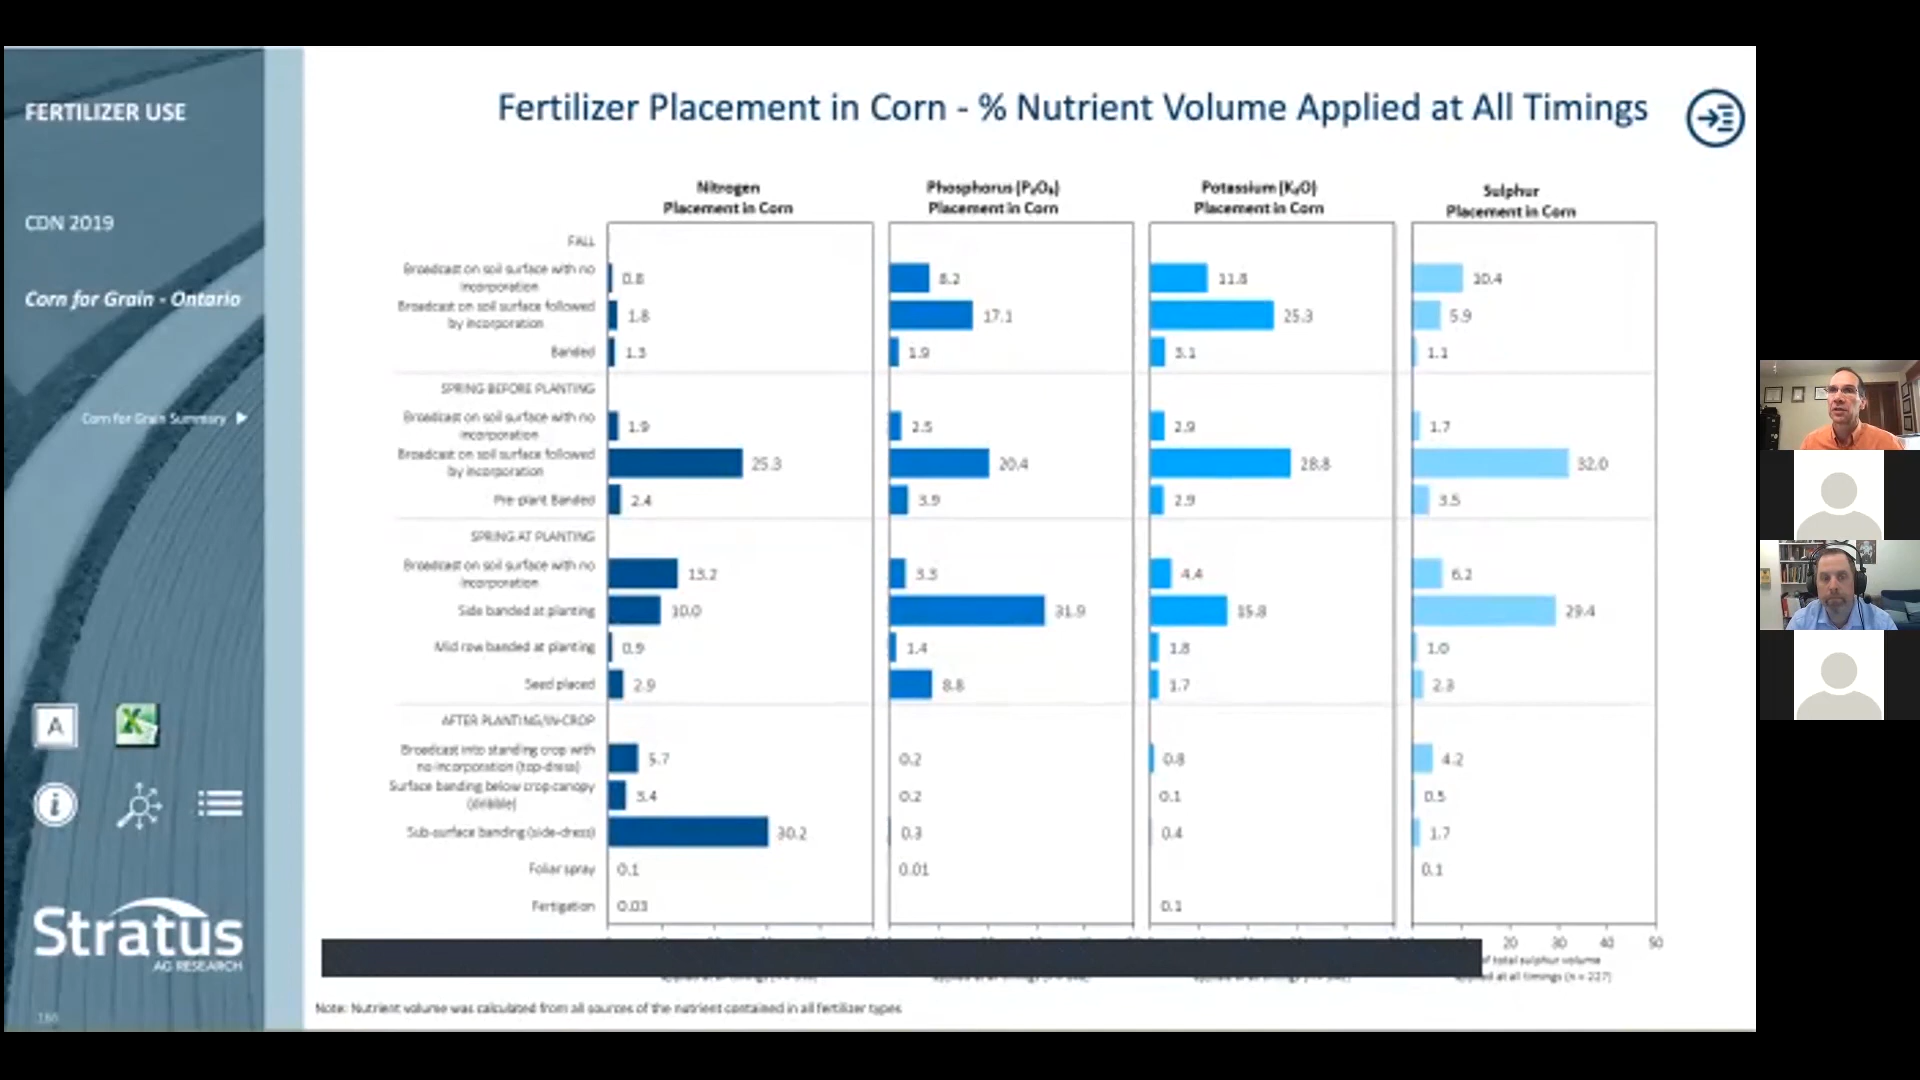 FERTILIZER USE
CDN 2019
Corn for Grain - Ontario
Corn for Grain Summary
A
Stratus
AG RESEARCH
Fertilizer Placement in Corn - % Nutrient Volume Applied at All Timings
Nitrogen
Placement in Corn
Phosphorus (P₂O₅)
Placement in Corn
Potassium (K₂O)
Placement in Corn
Sulphur
Placement in Corn
FALL
Broadcast on soil surface with no
incorporation
0.8 8.2 11.8 10.4
Broadcast on soil surface followed
by incorporation
1.8 17.1 25.3 5.9
Banded 1.3 1.9 3.1 1.1
SPRING BEFORE PLANTING
Broadcast on soil surface with no
incorporation
1.9 2.5 2.9 1.7
Broadcast on soil surface followed
by incorporation
25.3 20.4 28.8 32.0
Pre-plant Banded 2.4 3.9 2.9 3.5
SPRING AT PLANTING
Broadcast on soil surface with no
incorporation
13.2 3.3 4.4 6.2
Side banded at planting 10.0 31.9 15.8 29.4
Mid row banded at planting 0.9 1.4 1.8 1.0
Seed placed 2.9 8.8 1.7 2.3
AFTER PLANTING/IN-CROP
Broadcast into standing crop with
no incorporation (top-dress)
5.7 0.2 0.8 4.2
Surface banding below crop canopy
(dribble)
3.4 0.2 0.1 0.5
Sub-surface banding (side-dress) 30.2 0.3 0.4 1.7
Foliar spray 0.1 0.01 0.1
Fertigation 0.03 0.1
20 30 40 50
of total sulphur volume
at all timings (n = 227)
Note: Nutrient volume was calculated from all sources of the nutrient contained in all fertilizer types